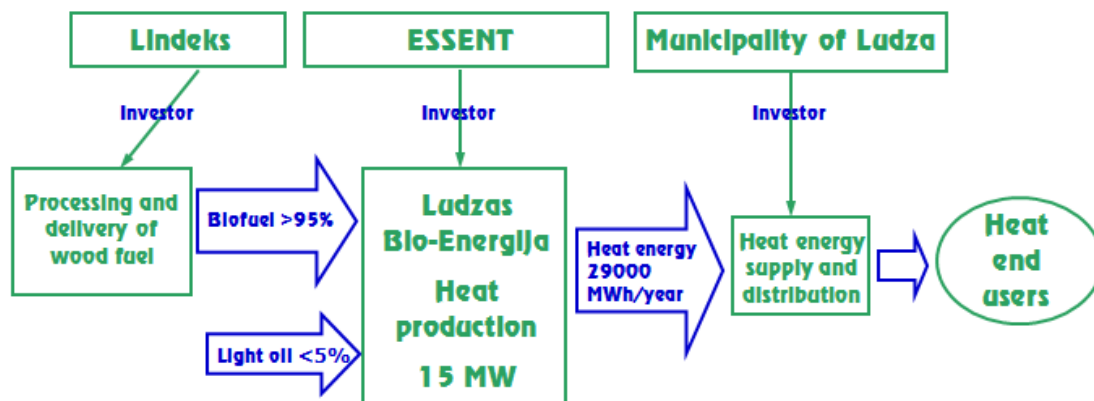 Lindeks
ESSENT
Municipality of Ludza
Investor
Investor
Investor
Processing and
delivery of
wood fuel
Biofuel >95%
Light oil <5%
Ludzas
Bio-Energija
Heat
production
15 MW
Heat energy
29000
MWh/year
Heat energy
supply and
distribution
Heat
end
users